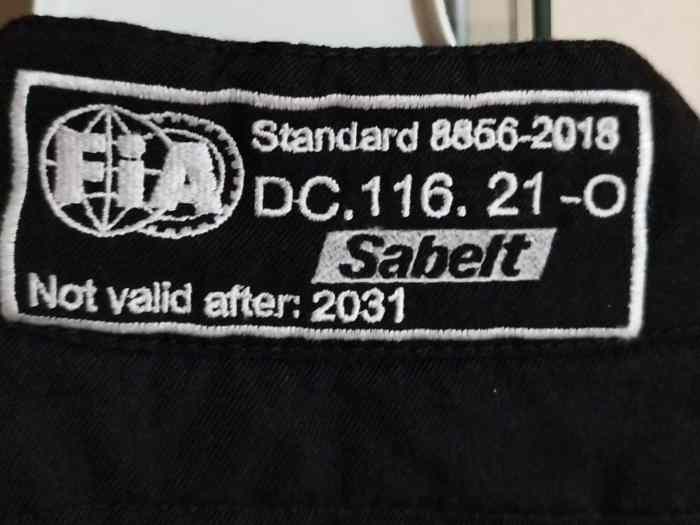 FiA
Standard 8856-2018
DC.116. 21 -O
Sabelt
Not valid after: 2031